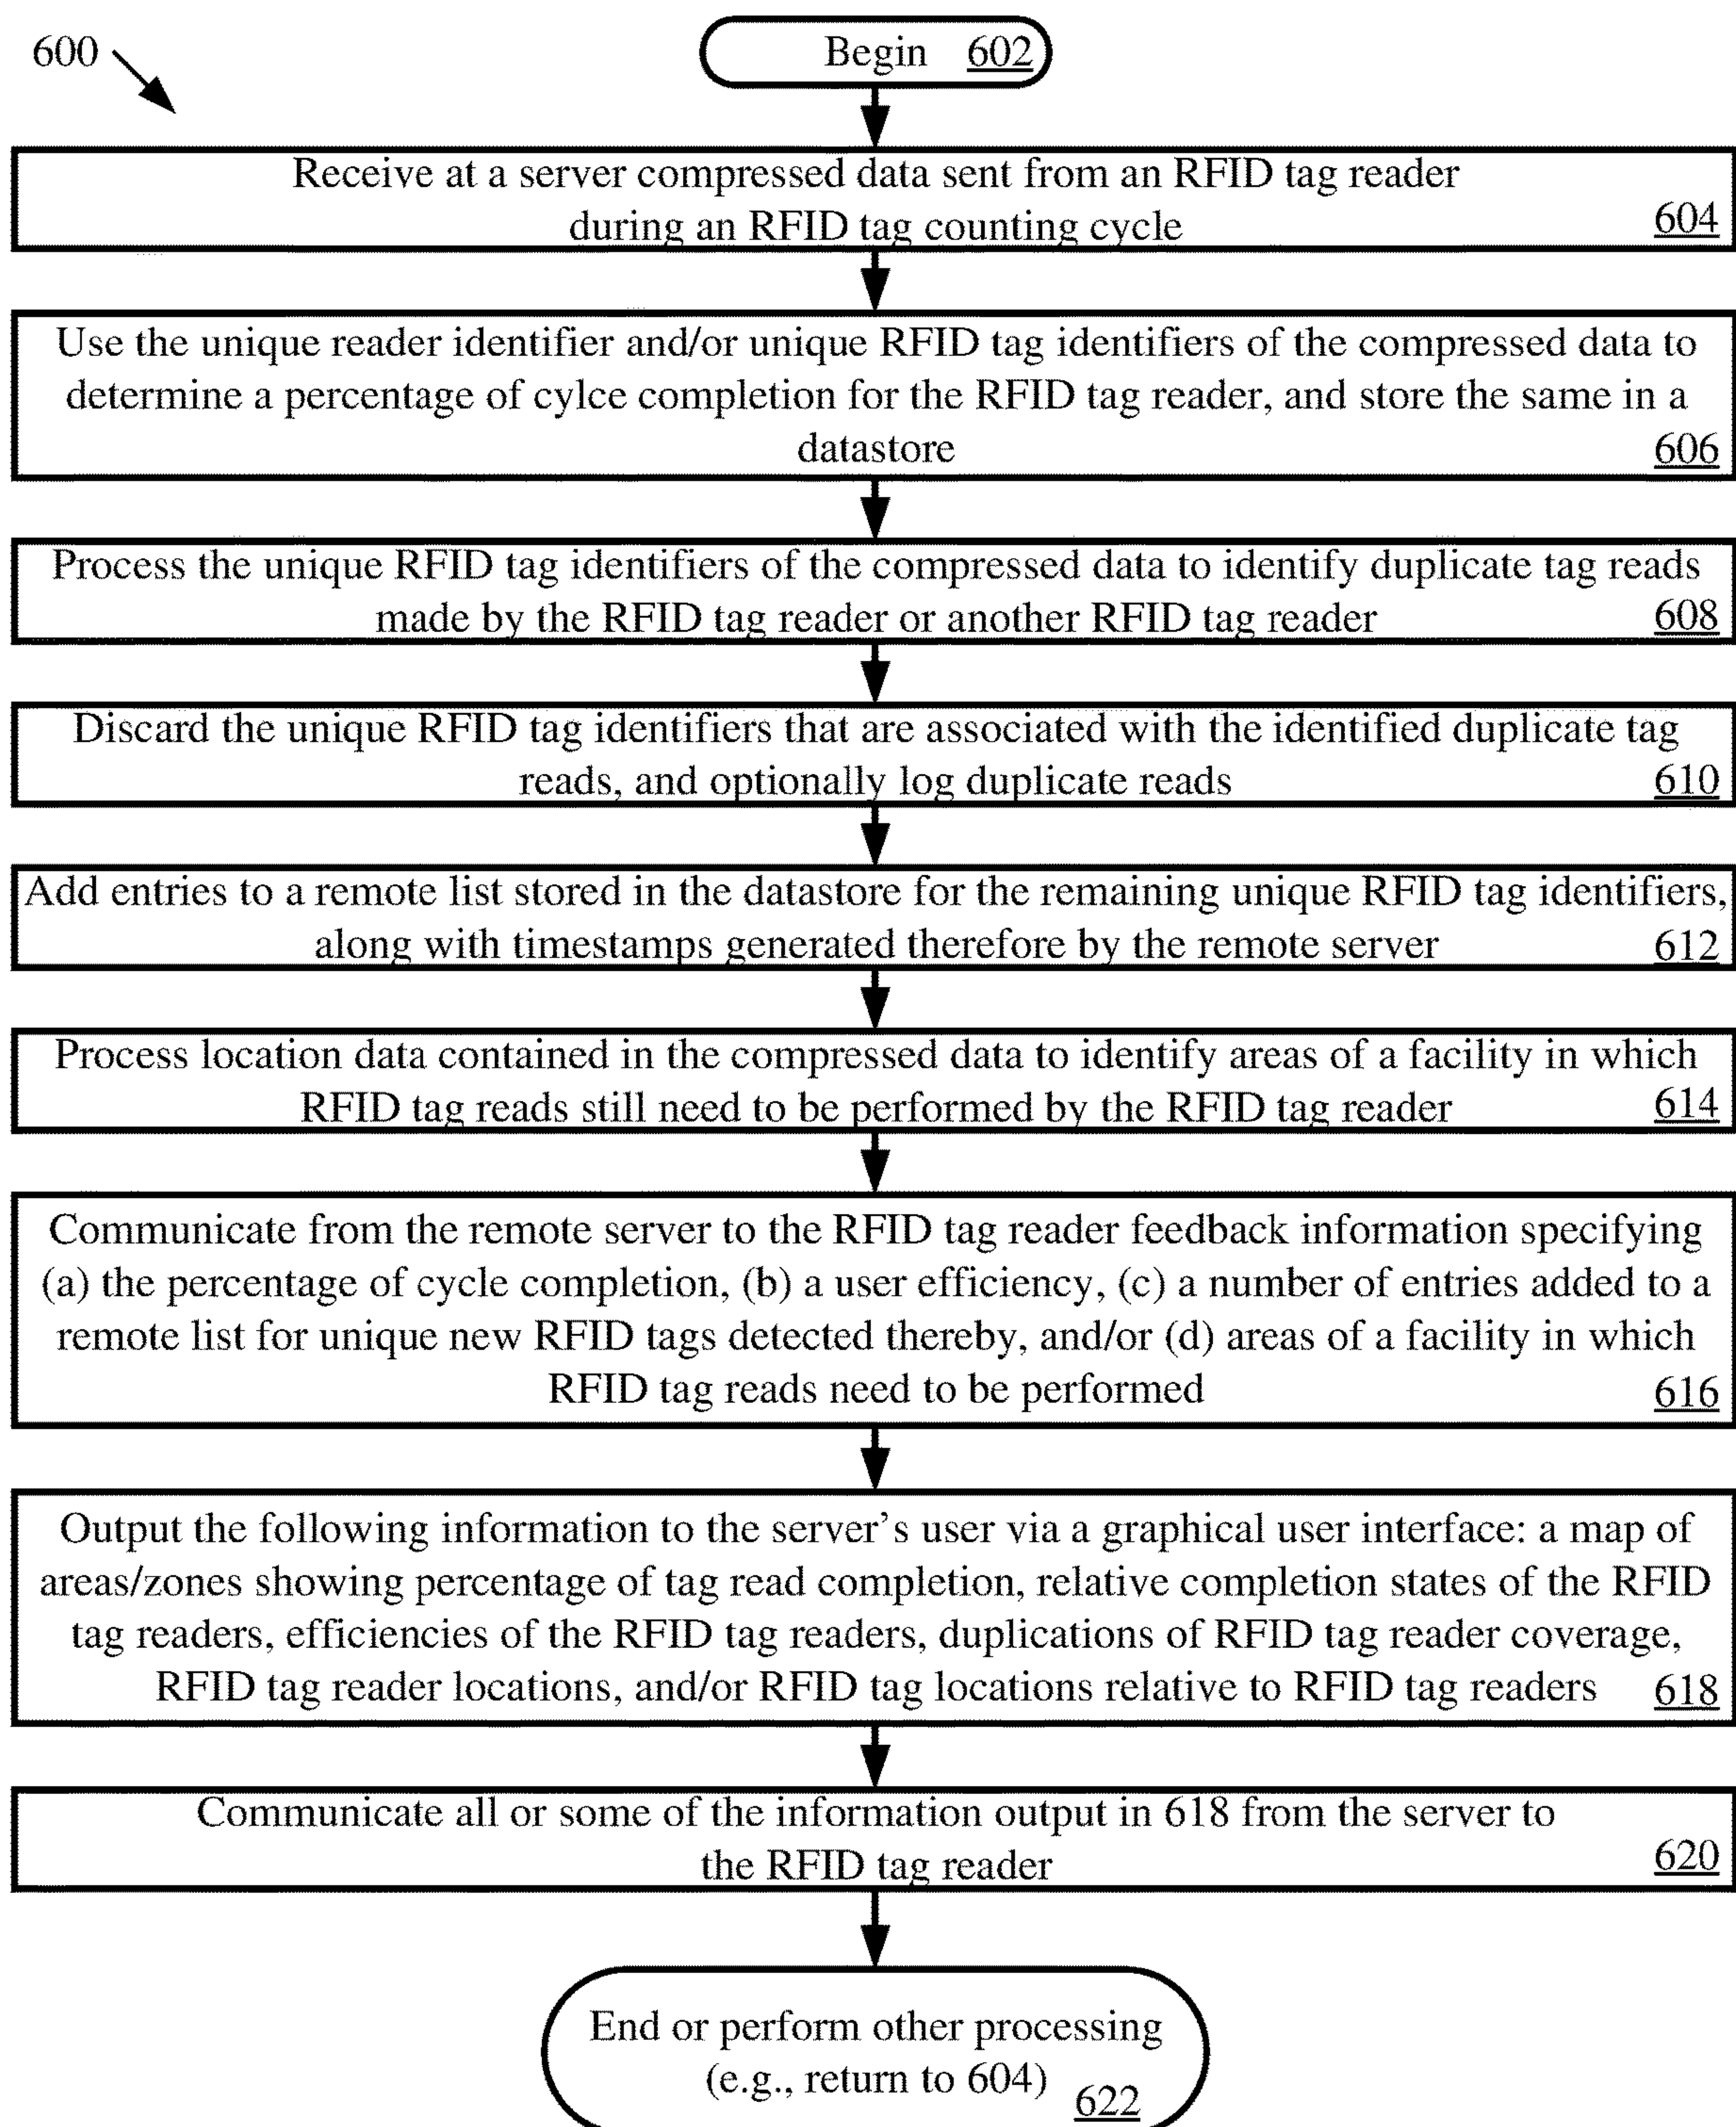 600
Begin 602
Receive at a server compressed data sent from an RFID tag reader
during an RFID tag counting cycle
604
Use the unique reader identifier and/or unique RFID tag identifiers of the compressed data to
determine a percentage of cylce completion for the RFID tag reader, and store the same in a
datastore
606
Process the unique RFID tag identifiers of the compressed data to identify duplicate tag reads
made by the RFID tag reader or another RFID tag reader
608
Discard the unique RFID tag identifiers that are associated with the identified duplicate tag
reads, and optionally log duplicate reads
610
Add entries to a remote list stored in the datastore for the remaining unique RFID tag identifiers,
along with timestamps generated therefore by the remote server
612
Process location data contained in the compressed data to identify areas of a facility in which
RFID tag reads still need to be performed by the RFID tag reader
614
Communicate from the remote server to the RFID tag reader feedback information specifying
(a) the percentage of cycle completion, (b) a user efficiency, (c) a number of entries added to a
remote list for unique new RFID tags detected thereby, and/or (d) areas of a facility in which
RFID tag reads need to be performed
616
Output the following information to the server's user via a graphical user interface: a map of
areas/zones showing percentage of tag read completion, relative completion states of the RFID
tag readers, efficiencies of the RFID tag readers, duplications of RFID tag reader coverage,
RFID tag reader locations, and/or RFID tag locations relative to RFID tag readers
618
Communicate all or some of the information output in 618 from the server to
the RFID tag reader
620
End or perform other processing
(e.g., return to 604)
622